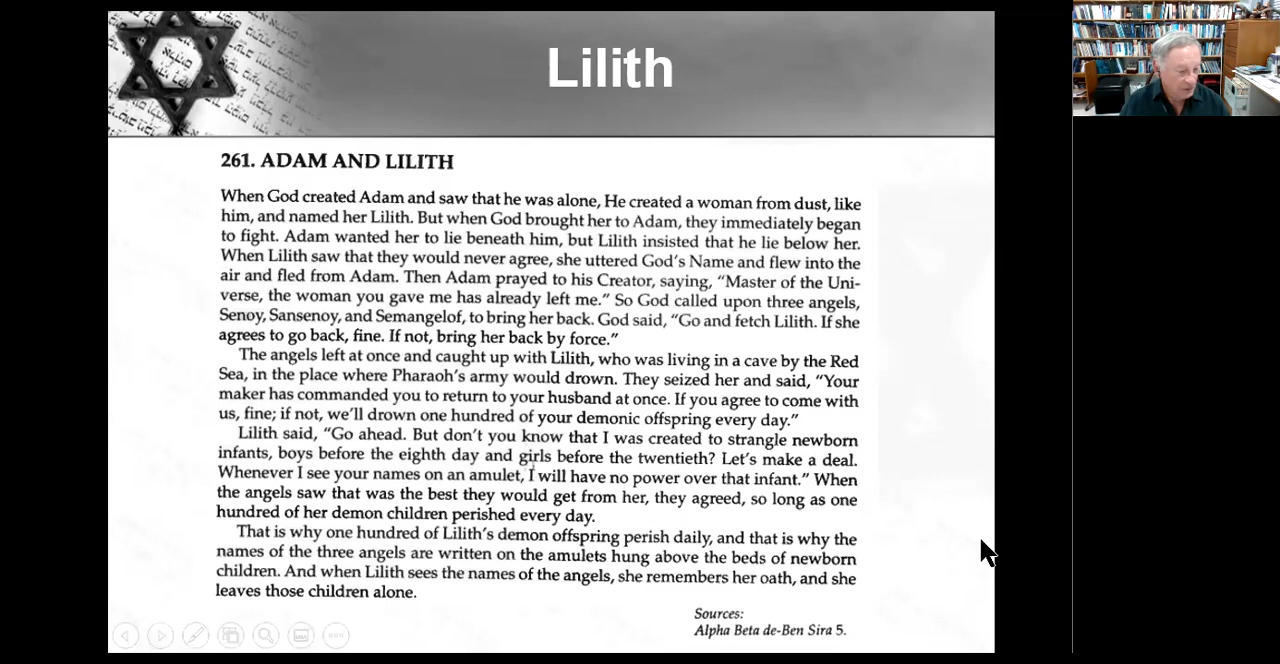 Lilith
261. ADAM AND LILITH
When God created Adam and saw that he was alone, He created a woman from dust, like
him, and named her Lilith. But when God brought her to Adam, they immediately began
to fight. Adam wanted her to lie beneath him, but Lilith insisted that he lie below her.
When Lilith saw that they would never agree, she uttered God's Name and flew into the
air and fled from Adam. Then Adam prayed to his Creator, saying, "Master of the Uni-
verse, the woman you gave me has already left me." So God called upon three angels,
Senoy, Sansenoy, and Semangelof, to bring her back. God said, "Go and fetch Lilith. If she
agrees to go back, fine. If not, bring her back by force."
The angels left at once and caught up with Lilith, who was living in a cave by the Red
Sea, in the place where Pharaoh's army would drown. They seized her and said, "Your
maker has commanded you to return to your husband at once. If you agree to come with
us, fine; if not, we'll drown one hundred of your demonic offspring every day."
Lilith said, "Go ahead. But don't you know that I was created to strangle newborn
infants, boys before the eighth day and girls before the twentieth? Let's make a deal.
Whenever I see your names on an amulet, I will have no power over that infant." When
the angels saw that was the best they would get from her, they agreed, so long as one
hundred of her demon children perished every day.
That is why one hundred of Lilith's demon offspring perish daily, and that is why the
names of the three angels are written on the amulets hung above the beds of newborn
children. And when Lilith sees the names of the angels, she remembers her oath, and she
leaves those children alone.
Sources:
Alpha Beta de-Ben Sira 5.